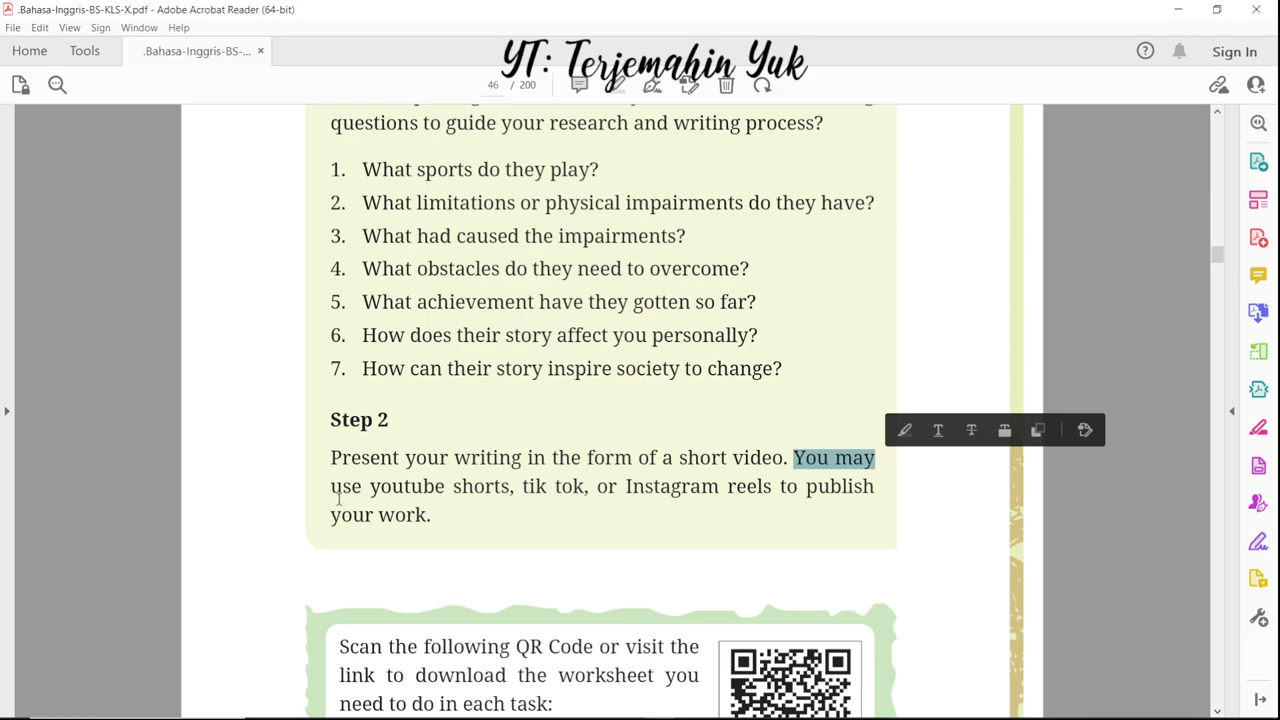 .Bahasa-Inggris-BS-KLS-X.pdf - Adobe Acrobat Reader (64-bit)
File Edit View Sign Window Help
Home Tools .Bahasa-Inggris-BS-... × Sign In
YT: Terjemahin Yuk
46 / 200
questions to guide your research and writing process?
1. What sports do they play?
2. What limitations or physical impairments do they have?
3. What had caused the impairments?
4. What obstacles do they need to overcome?
5. What achievement have they gotten so far?
6. How does their story affect you personally?
7. How can their story inspire society to change?
Step 2
Present your writing in the form of a short video. You may
use youtube shorts, tik tok, or Instagram reels to publish
your work.
Scan the following QR Code or visit the
link to download the worksheet you
need to do in each task: